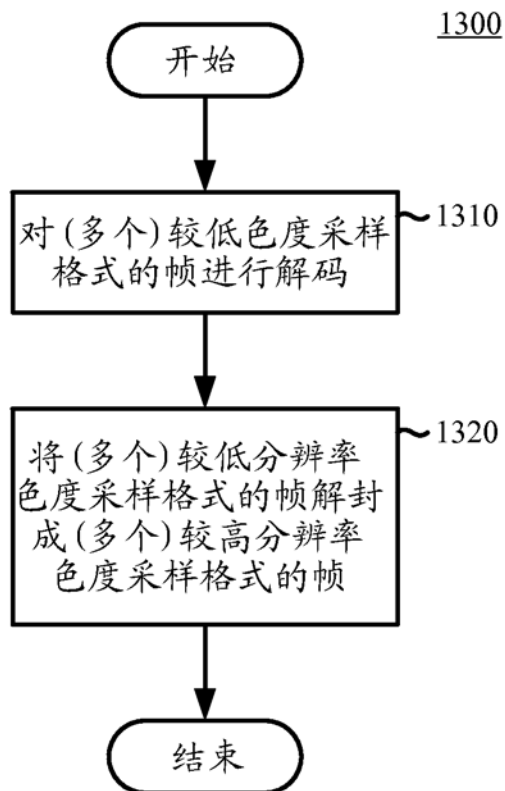 1300
开始
对(多个)较低色度采样
格式的帧进行解码
1310
将(多个)较低分辨率
色度采样格式的帧解封
成(多个)较高分辨率
色度采样格式的帧
1320
结束